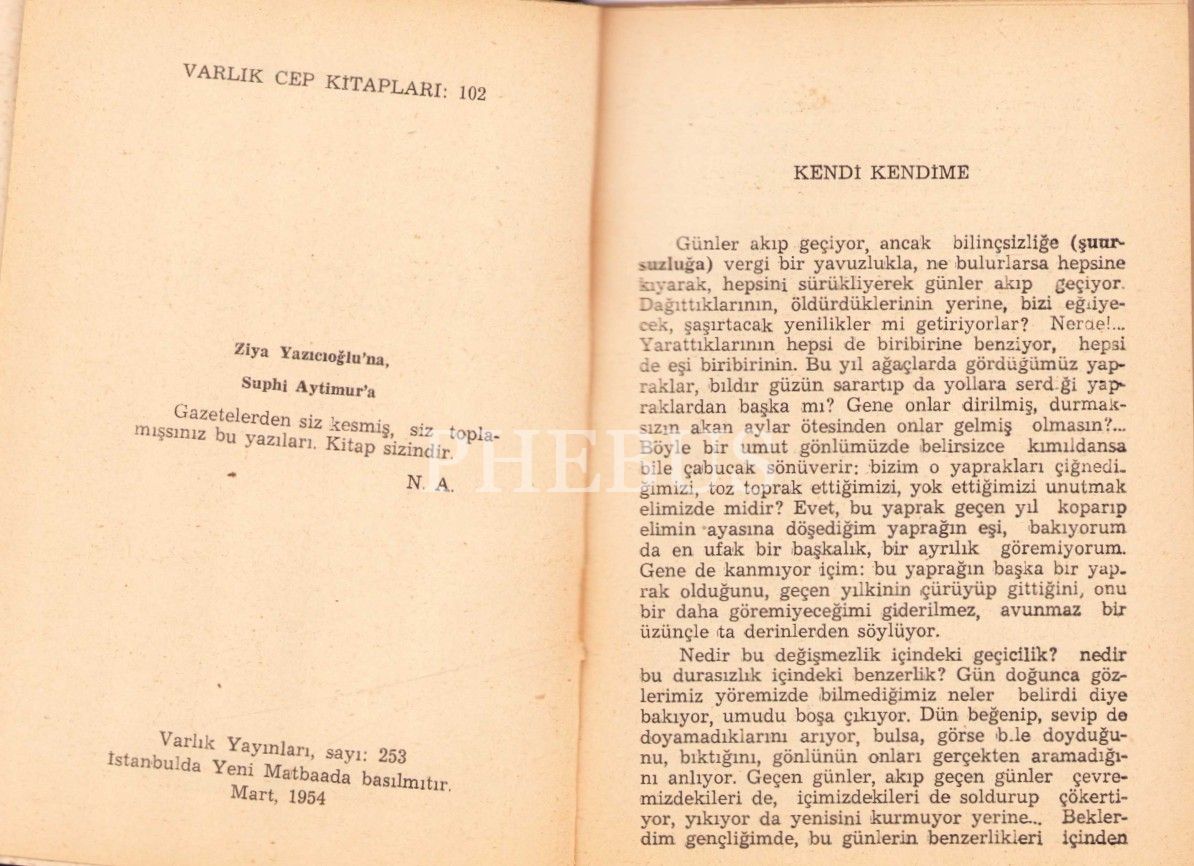 VARLIK CEP KİTAPLARI: 102
Ziya Yazıcıoğlu'na,
Suphi Aytimur'a
Gazetelerden siz kesmiş, siz topla-
mışsınız bu yazıları. Kitap sizindir.
N. A.
Varlık Yayınları, sayı: 253
İstanbulda Yeni Matbaada basılmıtır.
Mart, 1954
PHEBUS
KENDİ KENDİME
Günler akıp geçiyor, ancak bilinçsizliğe (şuur-
suzluğa) vergi bir yavuzlukla, ne bulurlarsa hepsine
kıyarak, hepsini sürükliyerek günler akıp geçiyor.
Dağıttıklarının, öldürdüklerinin yerine, bizi eğliye-
cek, şaşırtacak yenilikler mi getiriyorlar? Nerde!...
Yarattıklarının hepsi de biribirine benziyor, hepsi
de eşi biribirinin. Bu yıl ağaçlarda gördüğümüz yap-
raklar, bıldır güzün sarartıp da yollara serdiği yap-
raklardan başka mı? Gene onlar dirilmiş, durmak-
sızın akan aylar ötesinden onlar gelmiş olmasın?...
Böyle bir umut gönlümüzde belirsizce kımıldansa
bile çabucak sönüverir: bizim o yaprakları çiğnedi-
ğimizi, toz toprak ettiğimizi, yok ettiğimizi unutmak
elimizde midir? Evet, bu yaprak geçen yıl koparıp
elimin ayasına döşediğim yaprağın eşi, bakıyorum
da en ufak bir başkalık, bir ayrılık göremiyorum.
Gene de kanmıyor içim: bu yaprağın başka bir yap-
rak olduğunu, geçen yılkinin çürüyüp gittiğini, onu
bir daha göremiyeceğimi giderilmez, avunmaz bir
üzünçle ta derinlerden söylüyor.
Nedir bu değişmezlik içindeki geçicilik? nedir
bu durasızlık içindeki benzerlik? Gün doğunca göz-
lerimiz yöremizde bilmediğimiz neler belirdi diye
bakıyor, umudu boşa çıkıyor. Dün beğenip, sevip de
doyamadıklarını arıyor, bulsa, görse bile doyduğu-
nu, bıktığını, gönlünün onları gerçekten aramadığı-
nı anlıyor. Geçen günler, akıp geçen günler çevre-
mizdekileri de, içimizdekileri de soldurup çökerti-
yor, yıkıyor da yenisini kurmuyor yerine... Bekler-
dim gençliğimde, bu günlerin benzerlikleri içinden